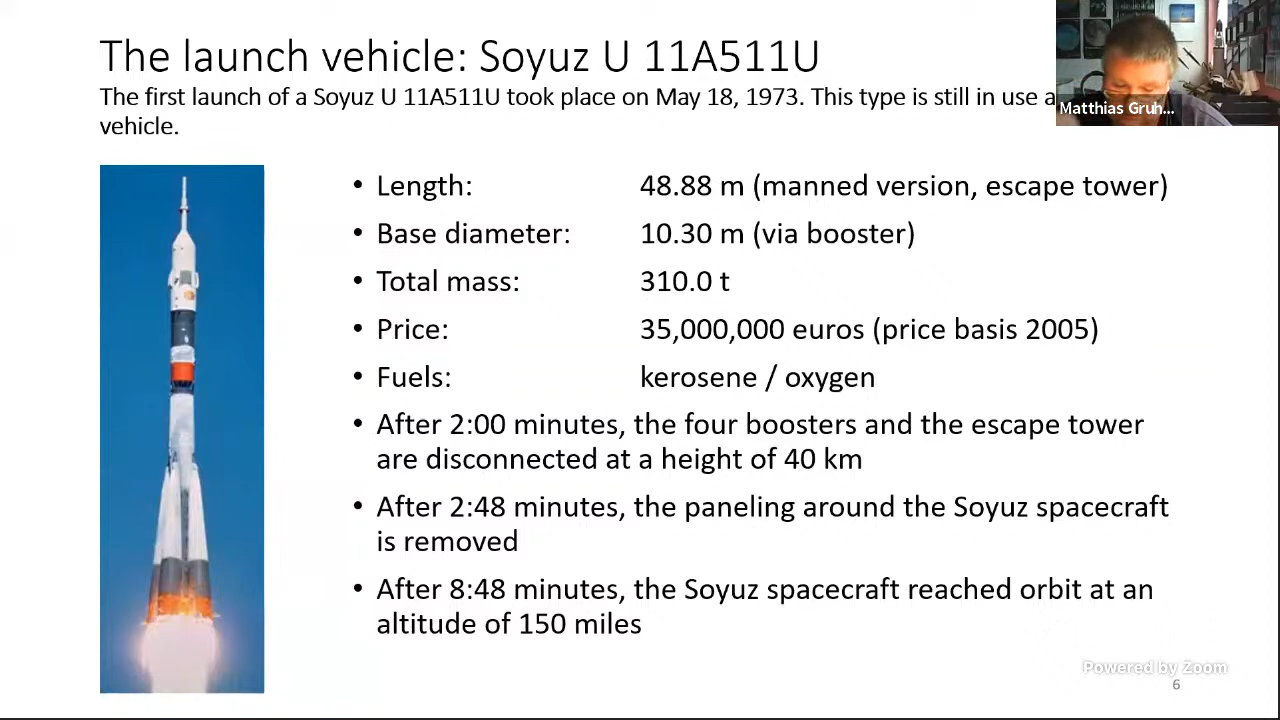 The launch vehicle: Soyuz U 11A511U
The first launch of a Soyuz U 11A511U took place on May 18, 1973. This type is still in use a
vehicle.
Matthias Gruh...
• Length: 48.88 m (manned version, escape tower)
• Base diameter: 10.30 m (via booster)
• Total mass: 310.0 t
• Price: 35,000,000 euros (price basis 2005)
• Fuels: kerosene / oxygen
• After 2:00 minutes, the four boosters and the escape tower
are disconnected at a height of 40 km
• After 2:48 minutes, the paneling around the Soyuz spacecraft
is removed
• After 8:48 minutes, the Soyuz spacecraft reached orbit at an
altitude of 150 miles
Powered by Zoom
6